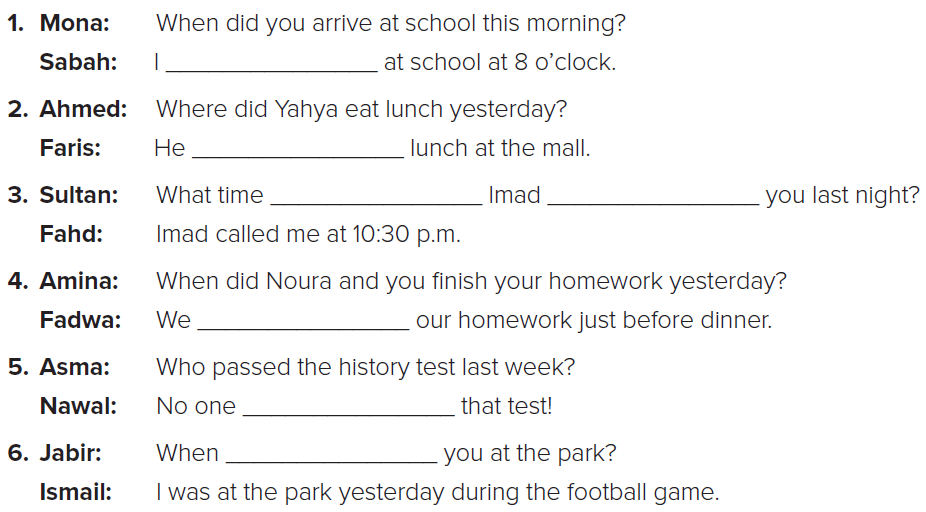 1. Mona: When did you arrive at school this morning?
Sabah: I ________________ at school at 8 o’clock.
2. Ahmed: Where did Yahya eat lunch yesterday?
Faris: He ________________ lunch at the mall.
3. Sultan: What time ________________ Imad ________________ you last night?
Fahd: Imad called me at 10:30 p.m.
4. Amina: When did Noura and you finish your homework yesterday?
Fadwa: We ________________ our homework just before dinner.
5. Asma: Who passed the history test last week?
Nawal: No one ________________ that test!
6. Jabir: When ________________ you at the park?
Ismail: I was at the park yesterday during the football game.